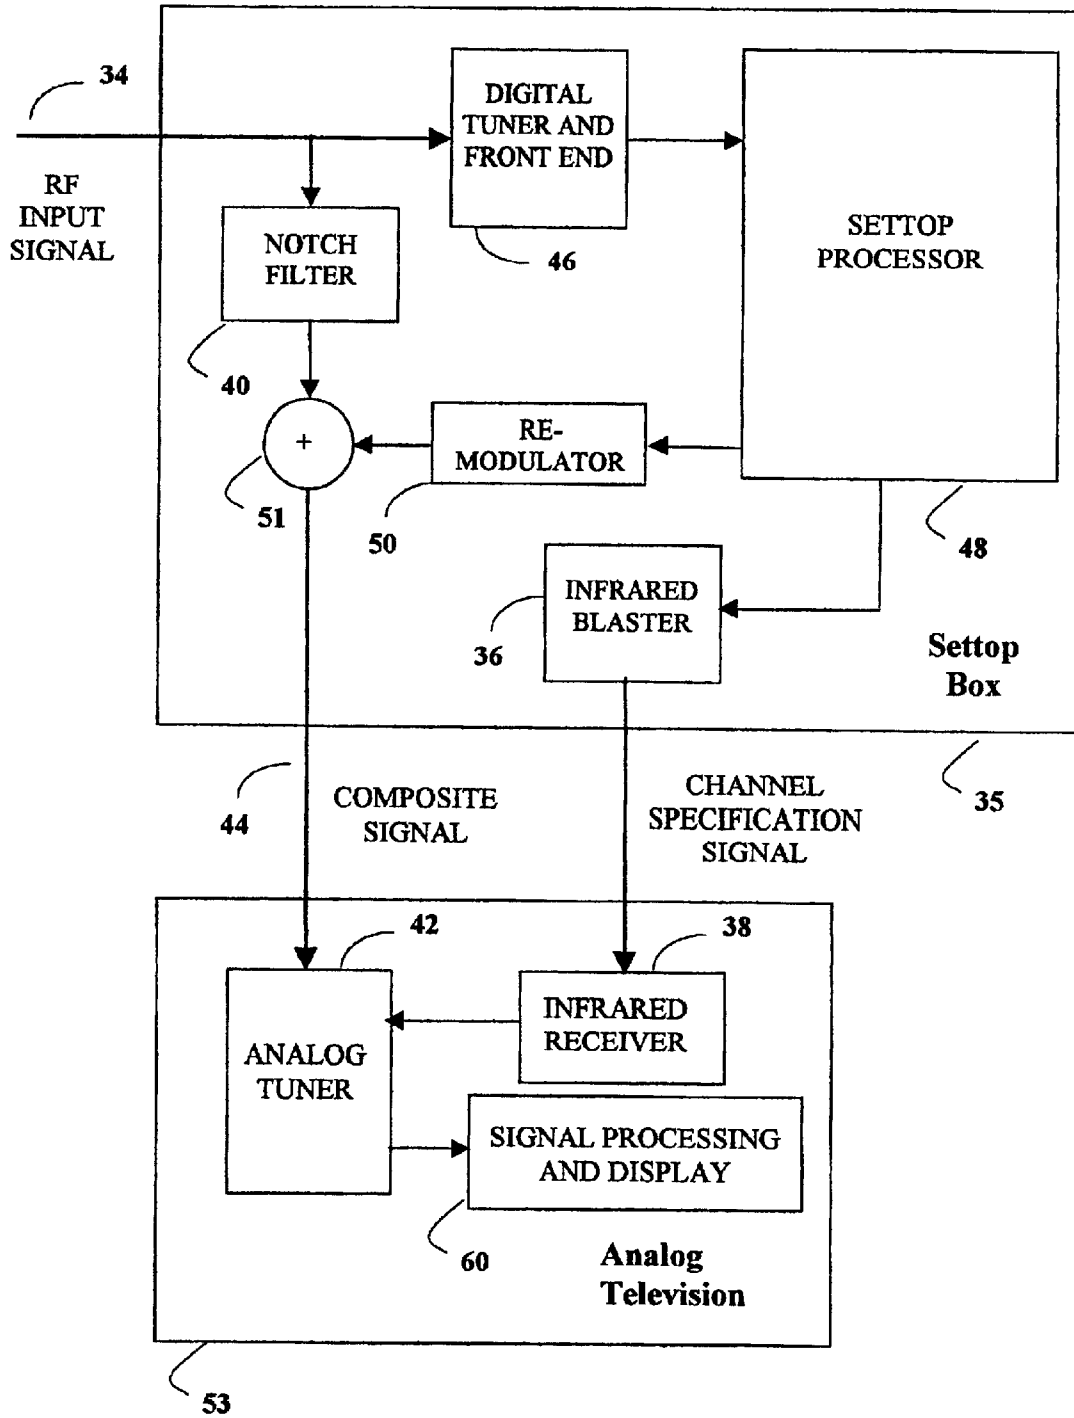 34
RF
INPUT
SIGNAL
DIGITAL
TUNER AND
FRONT END
46
SETTOP
PROCESSOR
48
NOTCH
FILTER
40
+
51
RE-
MODULATOR
50
INFRARED
BLASTER
36
Settop
Box
35
44
COMPOSITE
SIGNAL
CHANNEL
SPECIFICATION
SIGNAL
42
38
ANALOG
TUNER
INFRARED
RECEIVER
SIGNAL PROCESSING
AND DISPLAY
60
Analog
Television
53